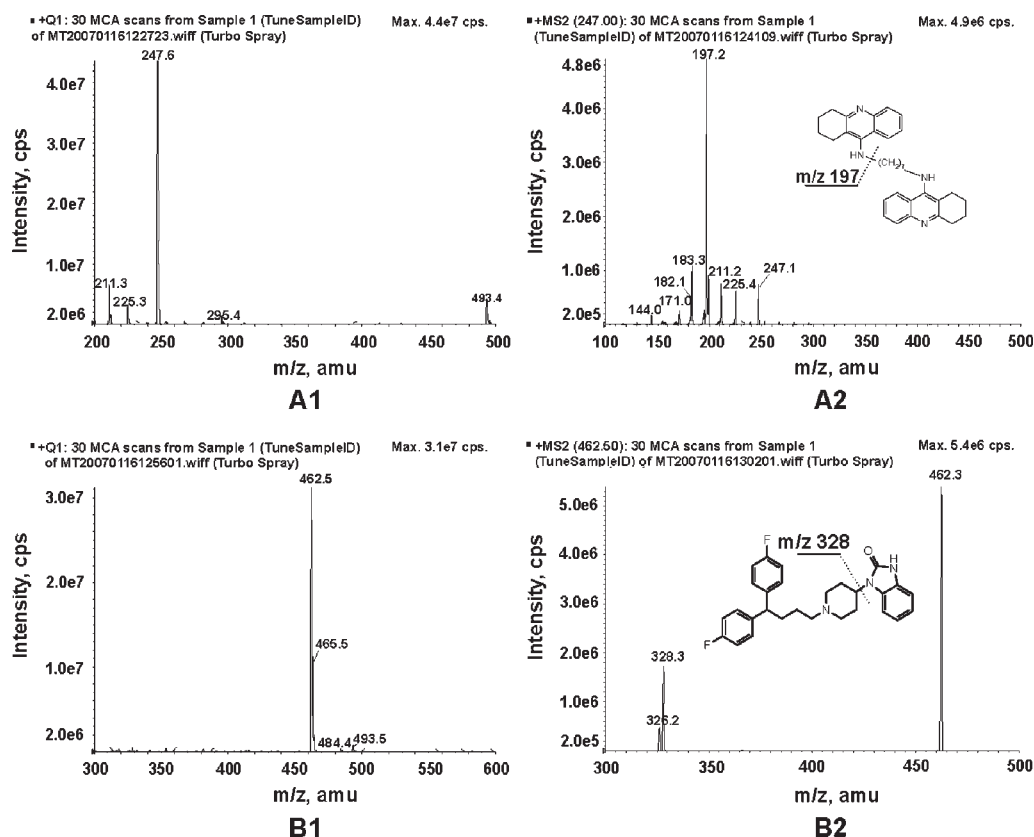 +Q1: 30 MCA scans from Sample 1 (TuneSampleID)
of MT20070116122723.wiff (Turbo Spray)
Max. 4.4e7 cps.
247.6
4.0e7
3.0e7
2.0e7
1.0e7
2.0e6
211.3
225.3
295.4
493.4
Intensity, cps
200 250 300 350 400 450 500
m/z, amu
A1
+MS2 (247.00): 30 MCA scans from Sample 1
(TuneSampleID) of MT20070116124109.wiff (Turbo Spray)
Max. 4.9e6 cps.
197.2
4.8e6
4.0e6
3.0e6
2.0e6
1.0e6
2.0e5
183.3
182.1
211.2
247.1
171.0
225.4
144.0
N
HN
(CH2)7
NH
N
m/z 197
Intensity, cps
100 150 200 250 300 350 400 450 500
m/z, amu
A2
+Q1: 30 MCA scans from Sample 1 (TuneSampleID)
of MT20070116125601.wiff (Turbo Spray)
Max. 3.1e7 cps.
462.5
3.0e7
2.0e7
1.0e7
2.0e6
465.5
484.4
493.5
Intensity, cps
300 350 400 450 500 550 600
m/z, amu
B1
+MS2 (462.50): 30 MCA scans from Sample 1
(TuneSampleID) of MT20070116130201.wiff (Turbo Spray)
Max. 5.4e6 cps.
462.3
5.0e6
4.0e6
3.0e6
2.0e6
1.0e6
2.0e5
328.3
326.2
m/z 328
F
O
H
N
N
N
F
Intensity, cps
300 350 400 450 500
m/z, amu
B2